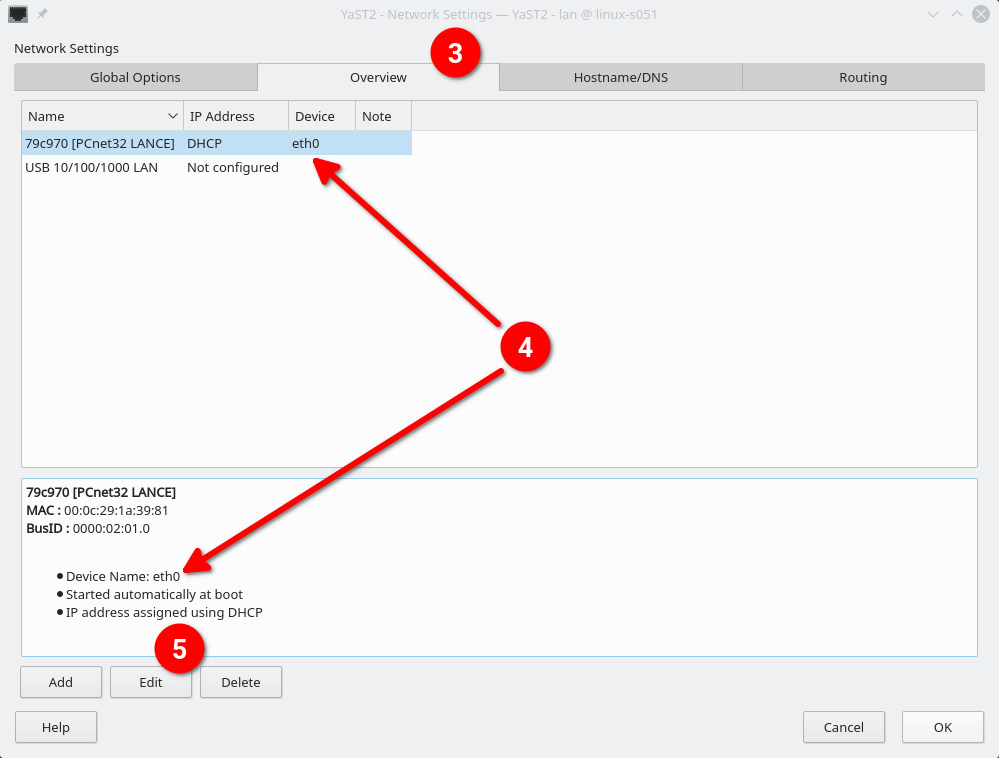 YaST2 - Network Settings — YaST2 - lan @ linux-s051
Network Settings
3
Global Options Overview Hostname/DNS Routing
Name IP Address Device Note
79c970 [PCnet32 LANCE] DHCP eth0
USB 10/100/1000 LAN Not configured
4
79c970 [PCnet32 LANCE]
MAC : 00:0c:29:1a:39:81
BusID : 0000:02:01.0
Device Name: eth0
Started automatically at boot
IP address assigned using DHCP
5
Add Edit Delete
Help Cancel OK